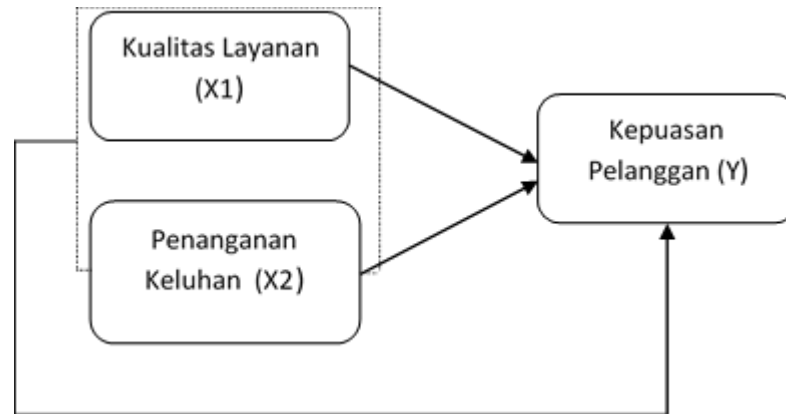 Kualitas Layanan
(X1)
Kepuasan
Pelanggan (Y)
Penanganan
Keluhan (X2)